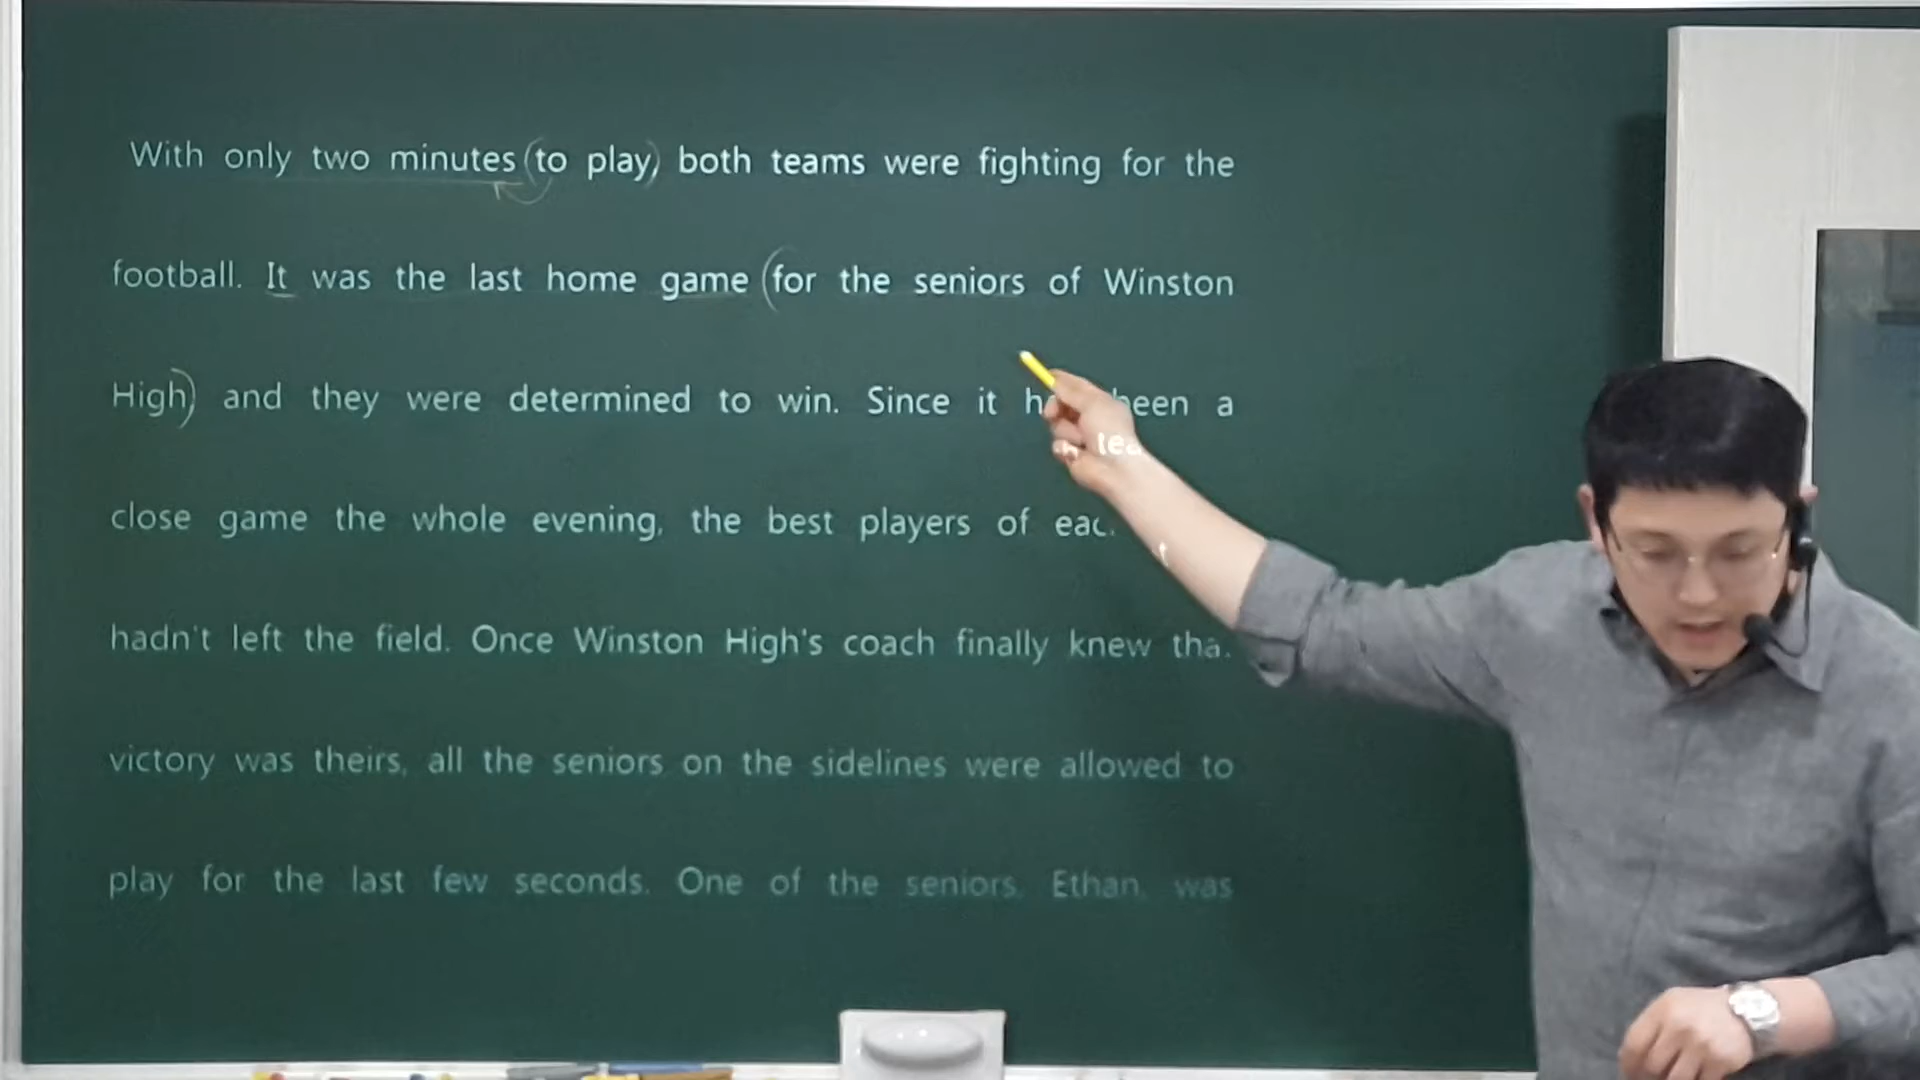 With only two minutes (to play) both teams were fighting for the
football. It was the last home game (for the seniors of Winston
High) and they were determined to win. Since it been a
close game the whole evening, the best players of
hadn't left the field. Once Winston High's coach finally knew
victory was theirs, all the seniors on the sidelines were allowed to
play for the last few seconds. One of the seniors, Ethan, was